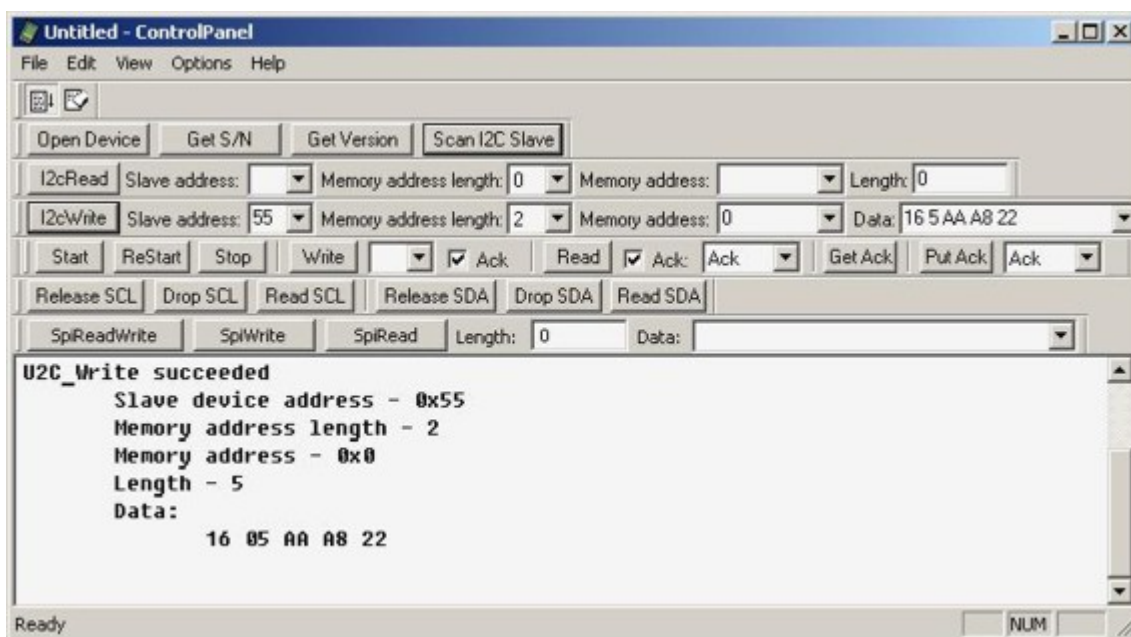 Untitled - ControlPanel
File Edit View Options Help
Open Device Get S/N Get Version Scan I2C Slave
I2cRead Slave address: Memory address length: 0 Memory address: Length: 0
I2cWrite Slave address: 55 Memory address length: 2 Memory address: 0 Data: 16 5 AA A8 22
Start ReStart Stop Write Ack Read Ack: Ack Get Ack Put Ack Ack
Release SCL Drop SCL Read SCL Release SDA Drop SDA Read SDA
SpiReadWrite SpiWrite SpiRead Length: 0 Data:
U2C_Write succeeded
Slave device address - 0x55
Memory address length - 2
Memory address - 0x0
Length - 5
Data:
16 05 AA A8 22
Ready NUM